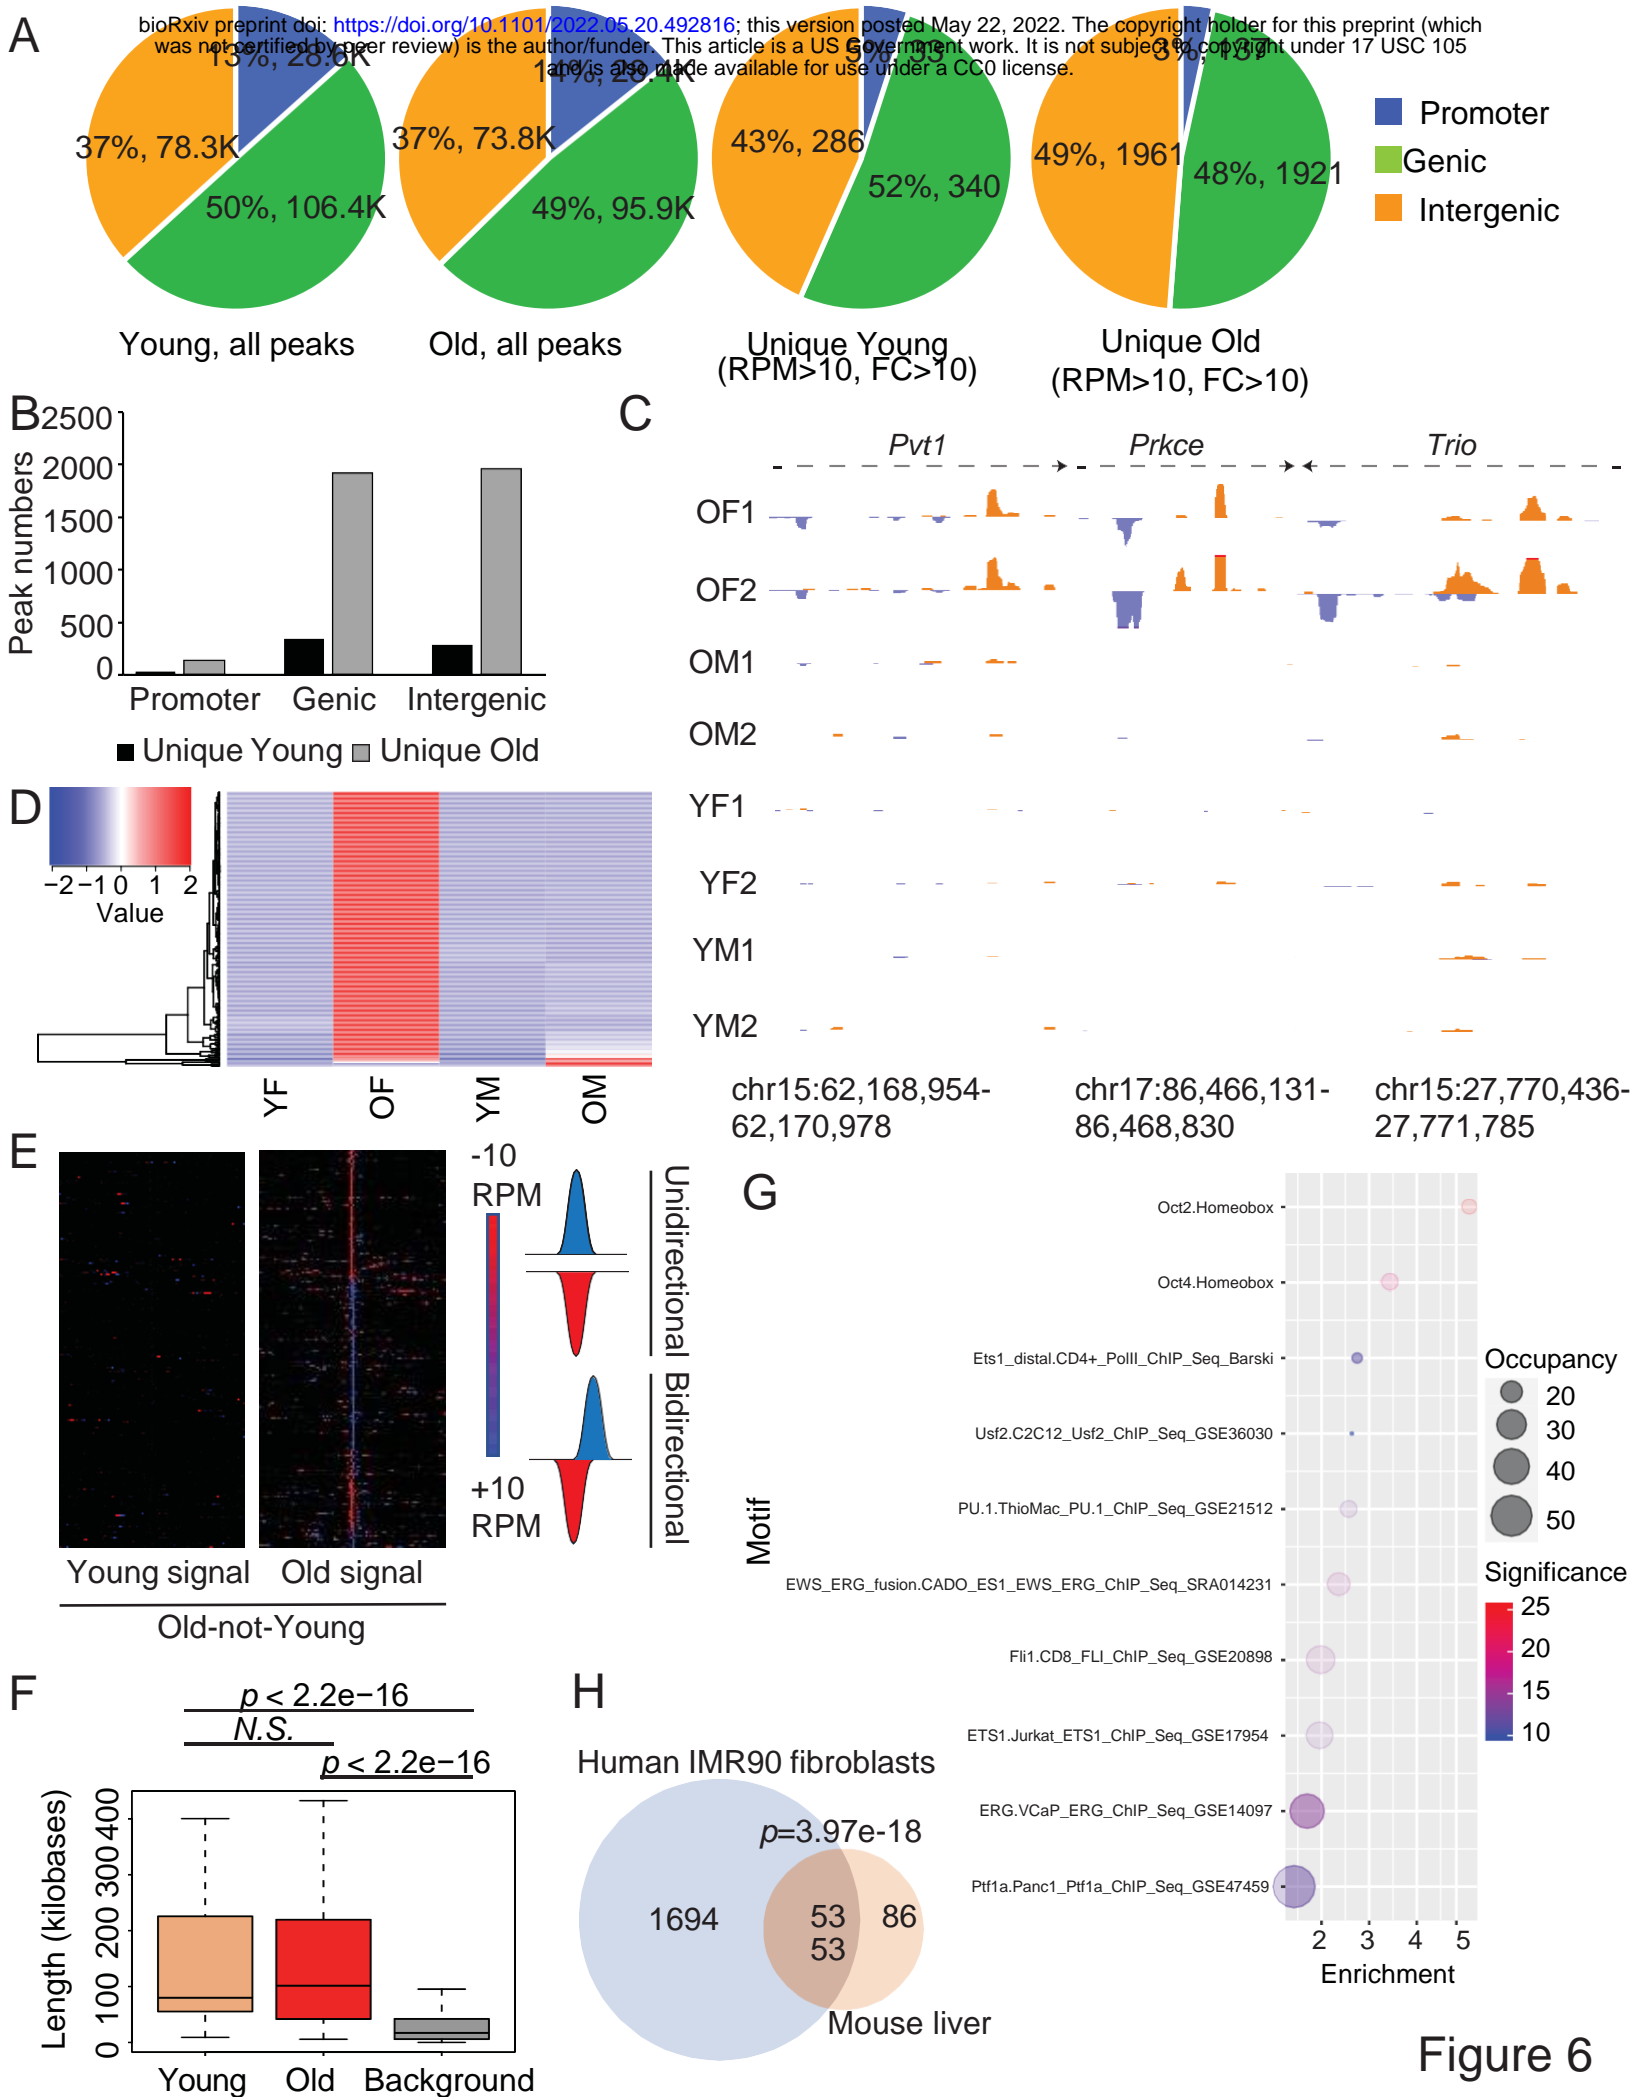 bioRxiv preprint doi: https://doi.org/10.1101/2022.05.20.492816; this version posted May 22, 2022. The copyright holder for this preprint (which
was not certified by peer review) is the author/funder. This article is a US Government work. It is not subject to copyright under 17 USC 105
and is also made available for use under a CC0 license.
A
13%, 28.6K
37%, 78.3K
50%, 106.4K
Young, all peaks
14%, 28.4K
37%, 73.8K
49%, 95.9K
Old, all peaks
5%, 33
43%, 286
52%, 340
Unique Young
(RPM>10, FC>10)
3%, 137
49%, 1961
48%, 1921
Unique Old
(RPM>10, FC>10)
Promoter
Genic
Intergenic
B
Peak numbers
2500
2000
1500
1000
500
0
Promoter Genic Intergenic
Unique Young Unique Old
C
Pvt1 Prkce Trio
OF1
OF2
OM1
OM2
YF1
YF2
YM1
YM2
chr15:62,168,954-
62,170,978
chr17:86,466,131-
86,468,830
chr15:27,770,436-
27,771,785
D
−2 −1 0 1 2
Value
YF OF YM OM
E
Young signal Old signal
Old-not-Young
-10
RPM
+10
RPM
Unidirectional
Bidirectional
F
p < 2.2e−16
N.S.
p < 2.2e−16
Length (kilobases)
400
300
200
100
0
Young Old Background
G
Motif
Oct2.Homeobox
Oct4.Homeobox
Ets1_distal.CD4+_PolII_ChIP_Seq_Barski
Usf2.C2C12_Usf2_ChIP_Seq_GSE36030
PU.1.ThioMac_PU.1_ChIP_Seq_GSE21512
EWS_ERG_fusion.CADO_ES1_EWS_ERG_ChIP_Seq_SRA014231
Fli1.CD8_FLI_ChIP_Seq_GSE20898
ETS1.Jurkat_ETS1_ChIP_Seq_GSE17954
ERG.VCaP_ERG_ChIP_Seq_GSE14097
Ptf1a.Panc1_Ptf1a_ChIP_Seq_GSE47459
2 3 4 5
Enrichment
Occupancy
20
30
40
50
Significance
25
20
15
10
H
Human IMR90 fibroblasts
p=3.97e-18
1694
53
53
86
Mouse liver
Figure 6